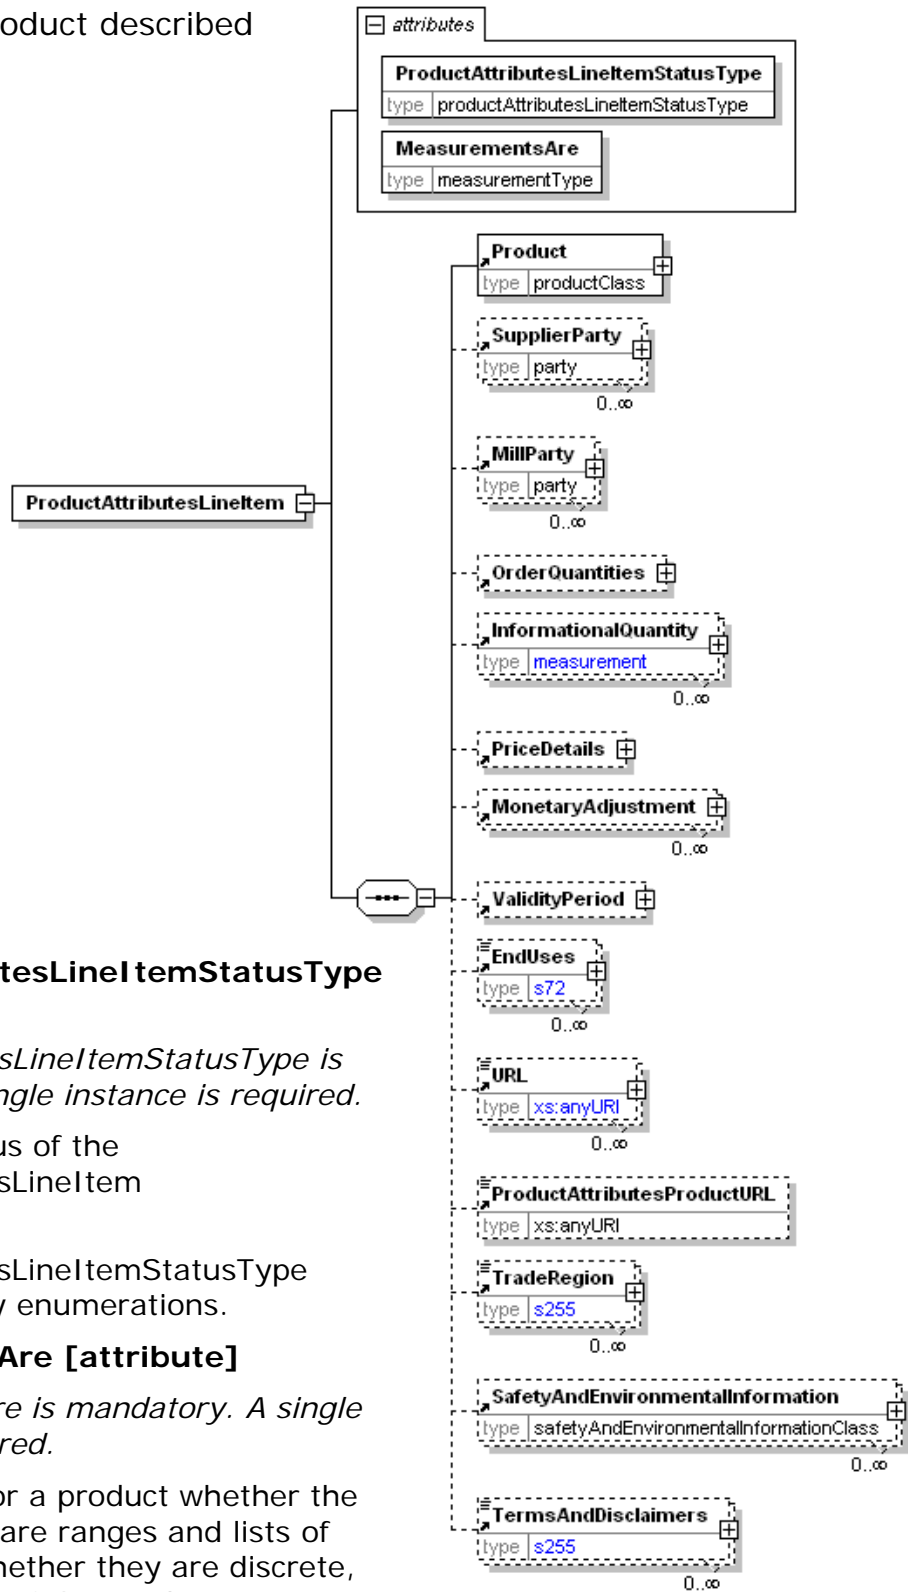 oduct described
attributes
ProductAttributesLineItemStatusType
type productAttributesLineItemStatusType
MeasurementsAre
type measurementType
Product
type productClass
SupplierParty
type party
0..∞
MillParty
type party
0..∞
ProductAttributesLineItem
OrderQuantities
InformationalQuantity
type measurement
0..∞
PriceDetails
MonetaryAdjustment
0..∞
ValidityPeriod
EndUses
type s72
0..∞
URL
type xs:anyURI
0..∞
ProductAttributesProductURL
type xs:anyURI
TradeRegion
type s255
0..∞
SafetyAndEnvironmentalInformation
type safetyAndEnvironmentalInformationClass
0..∞
TermsAndDisclaimers
type s255
0..∞
tesLineItemStatusType
sLineItemStatusType is
ngle instance is required.
us of the
sLineItem
sLineItemStatusType
y enumerations.
Are [attribute]
re is mandatory. A single
red.
or a product whether the
are ranges and lists of
hether they are discrete,